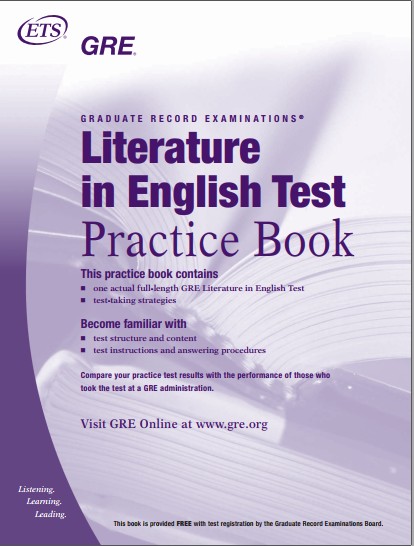 ETS®
GRE®
GRADUATE RECORD EXAMINATIONS®
Literature
in English Test
Practice Book
This practice book contains
■ one actual full-length GRE Literature in English Test
■ test-taking strategies
Become familiar with
■ test structure and content
■ test instructions and answering procedures
Compare your practice test results with the performance of those who
took the test at a GRE administration.
Visit GRE Online at www.gre.org
Listening.
Learning.
Leading.
This book is provided FREE with test registration by the Graduate Record Examinations Board.